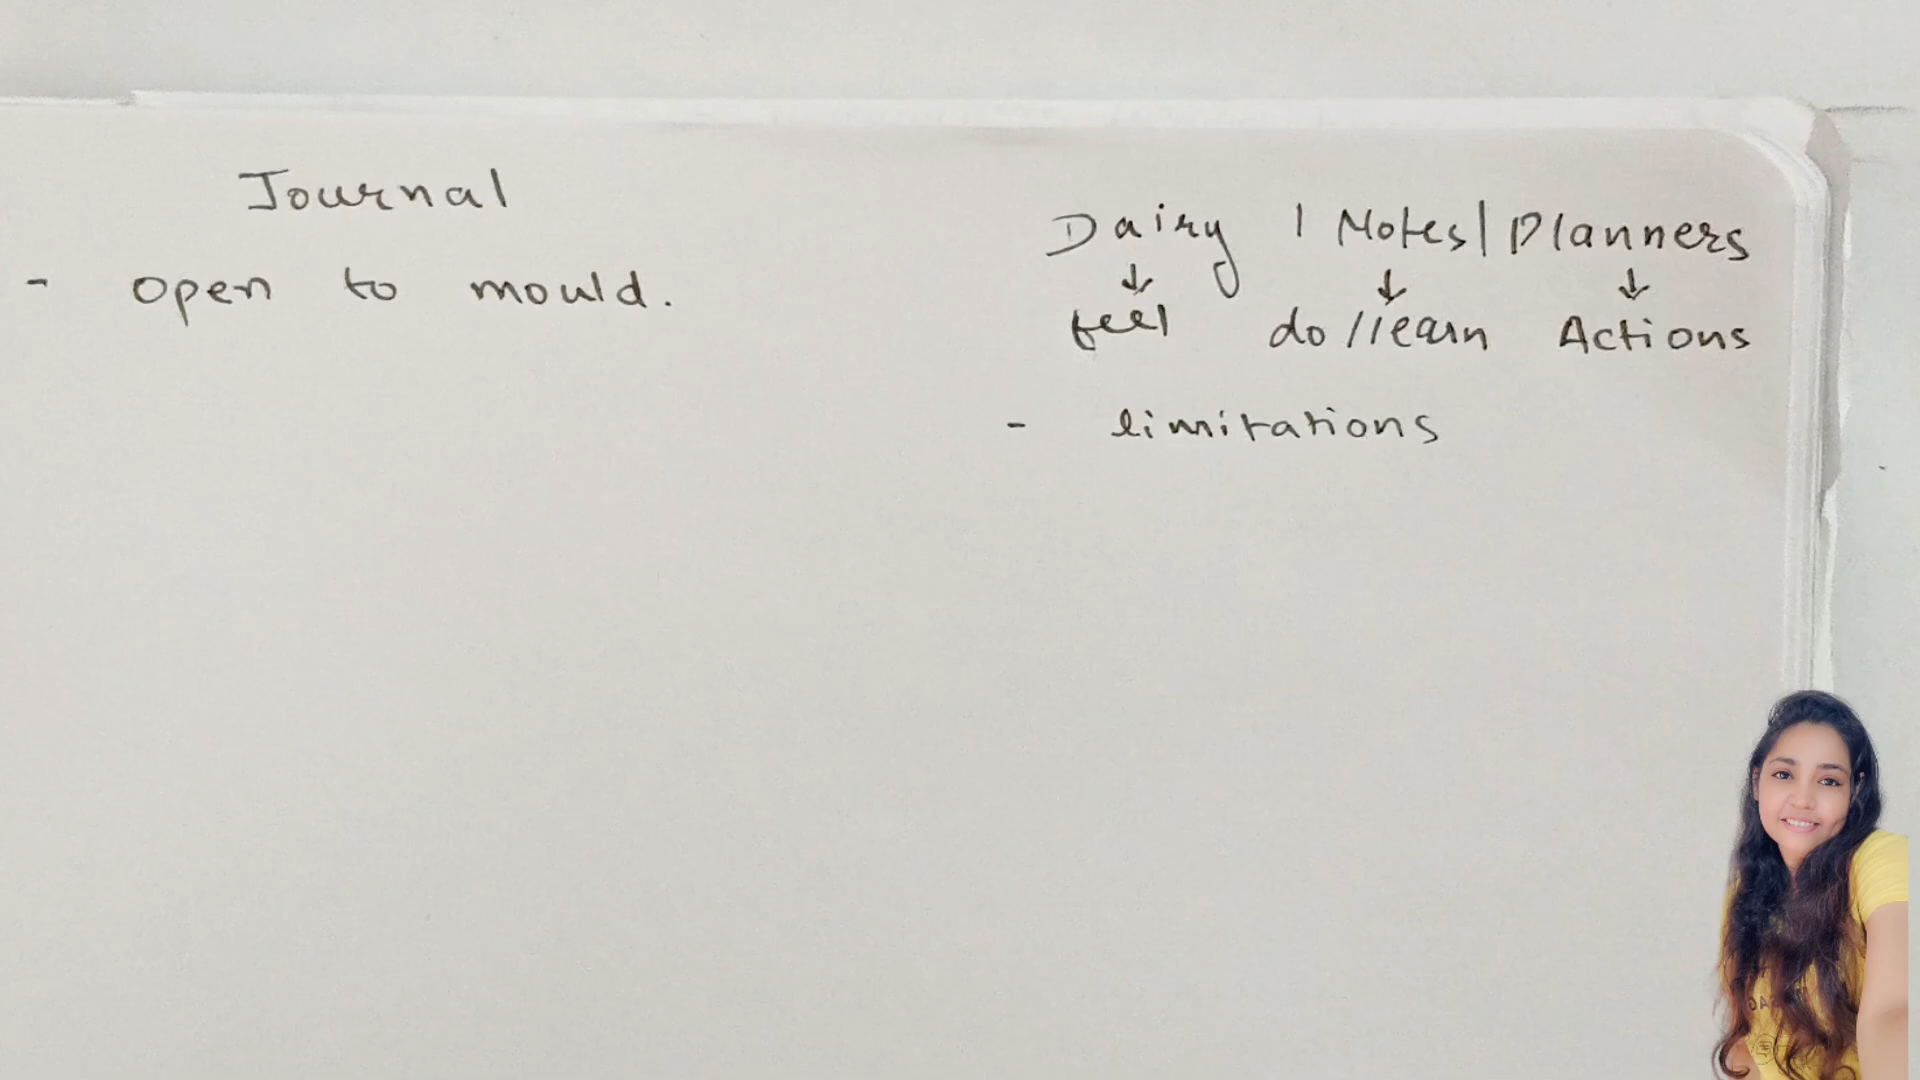 Journal
- open to mould.
Dairy | Notes | Planners
↓ ↓ ↓
feel do/learn Actions
- limitations